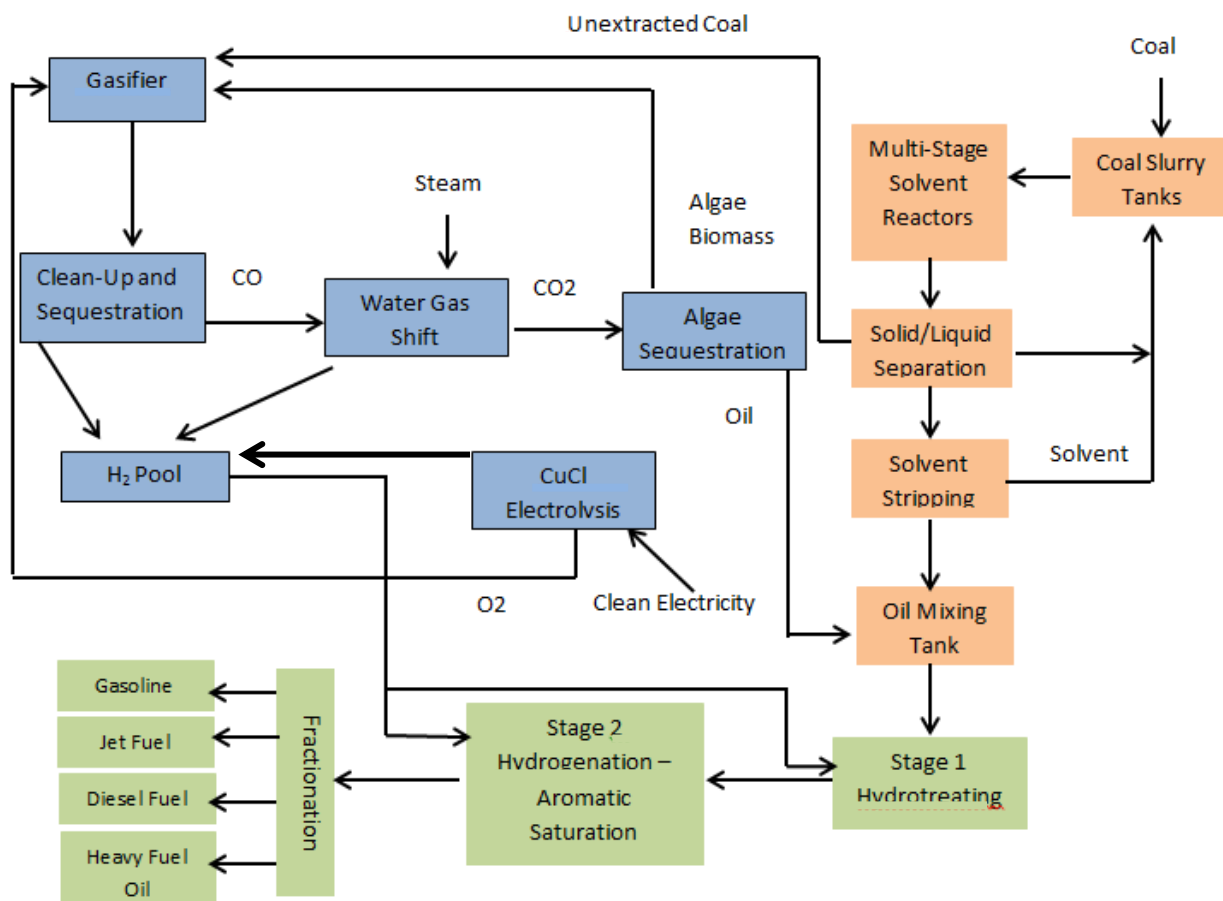 Unextracted Coal
Coal
Gasifier
Multi-Stage
Solvent
Reactors
Coal Slurry
Tanks
Steam
Algae
Biomass
Clean-Up and
Sequestration
CO
Water Gas
Shift
CO2
Algae
Sequestration
Solid/Liquid
Separation
Oil
H₂ Pool
CuCl
Electrolysis
Solvent
Stripping
Solvent
O2
Clean Electricity
Oil Mixing
Tank
Gasoline
Jet Fuel
Diesel Fuel
Heavy Fuel
Oil
Fractionation
Stage 2
Hydrogenation –
Aromatic
Saturation
Stage 1
Hydrotreating